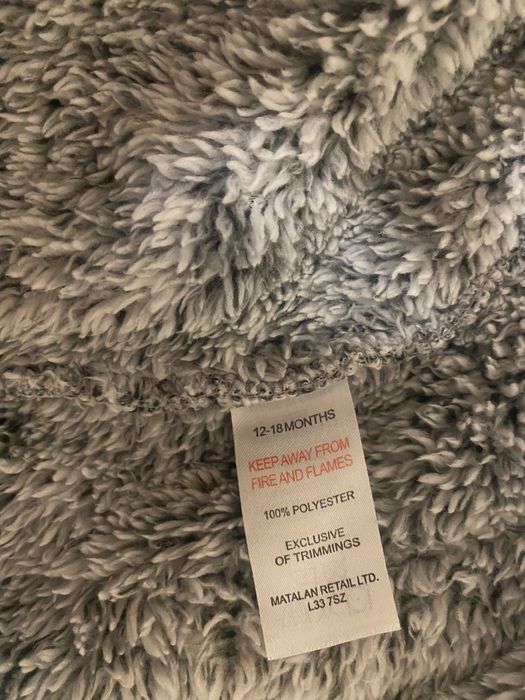 12-18 MONTHS
KEEP AWAY FROM
FIRE AND FLAMES
100% POLYESTER
EXCLUSIVE
OF TRIMMINGS
MATALAN RETAIL LTD.
L33 7SZ